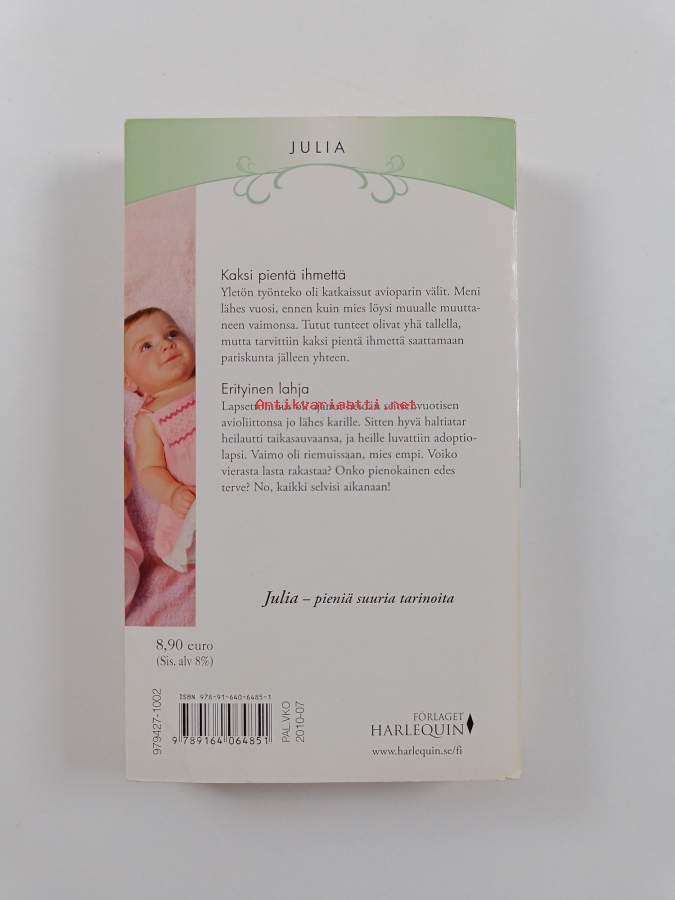 JULIA
Kaksi pientä ihmettä
Yletön työnteko oli katkaissut avioparin välit. Meni
lähes vuosi, ennen kuin mies löysi muualle muutta-
neen vaimonsa. Tutut tunteet olivat yhä tallella,
mutta tarvittiin kaksi pientä ihmettä saattamaan
pariskunta jälleen yhteen.
Erityinen lahja
Antikvariaatti.net
avioliittonsa jo lähes karille. Sitten hyvä haltiatar
heilautti taikasauvaansa, ja heille luvattiin adoptio-
lapsi. Vaimo oli riemuissaan, mies empi. Voiko
vierasta lasta rakastaa? Onko pienokainen edes
terve? No, kaikki selvisi aikanaan!
Julia – pieniä suuria tarinoita
8,90 euro
(Sis. alv 8%)
979427-1002
ISBN 978-91-640-6485-1
9 789164 064851
PAL.VKO
2010-07
FÖRLAGET
HARLEQUIN
www.harlequin.se/fi